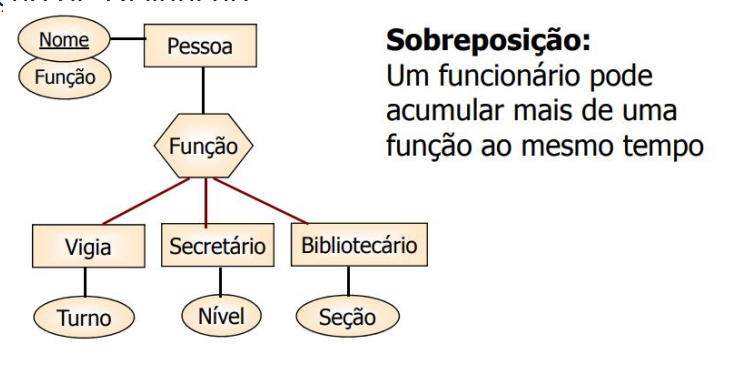 Nome
Pessoa
Função
Função
Vigia
Secretário
Bibliotecário
Turno
Nível
Seção
Sobreposição:
Um funcionário pode
acumular mais de uma
função ao mesmo tempo